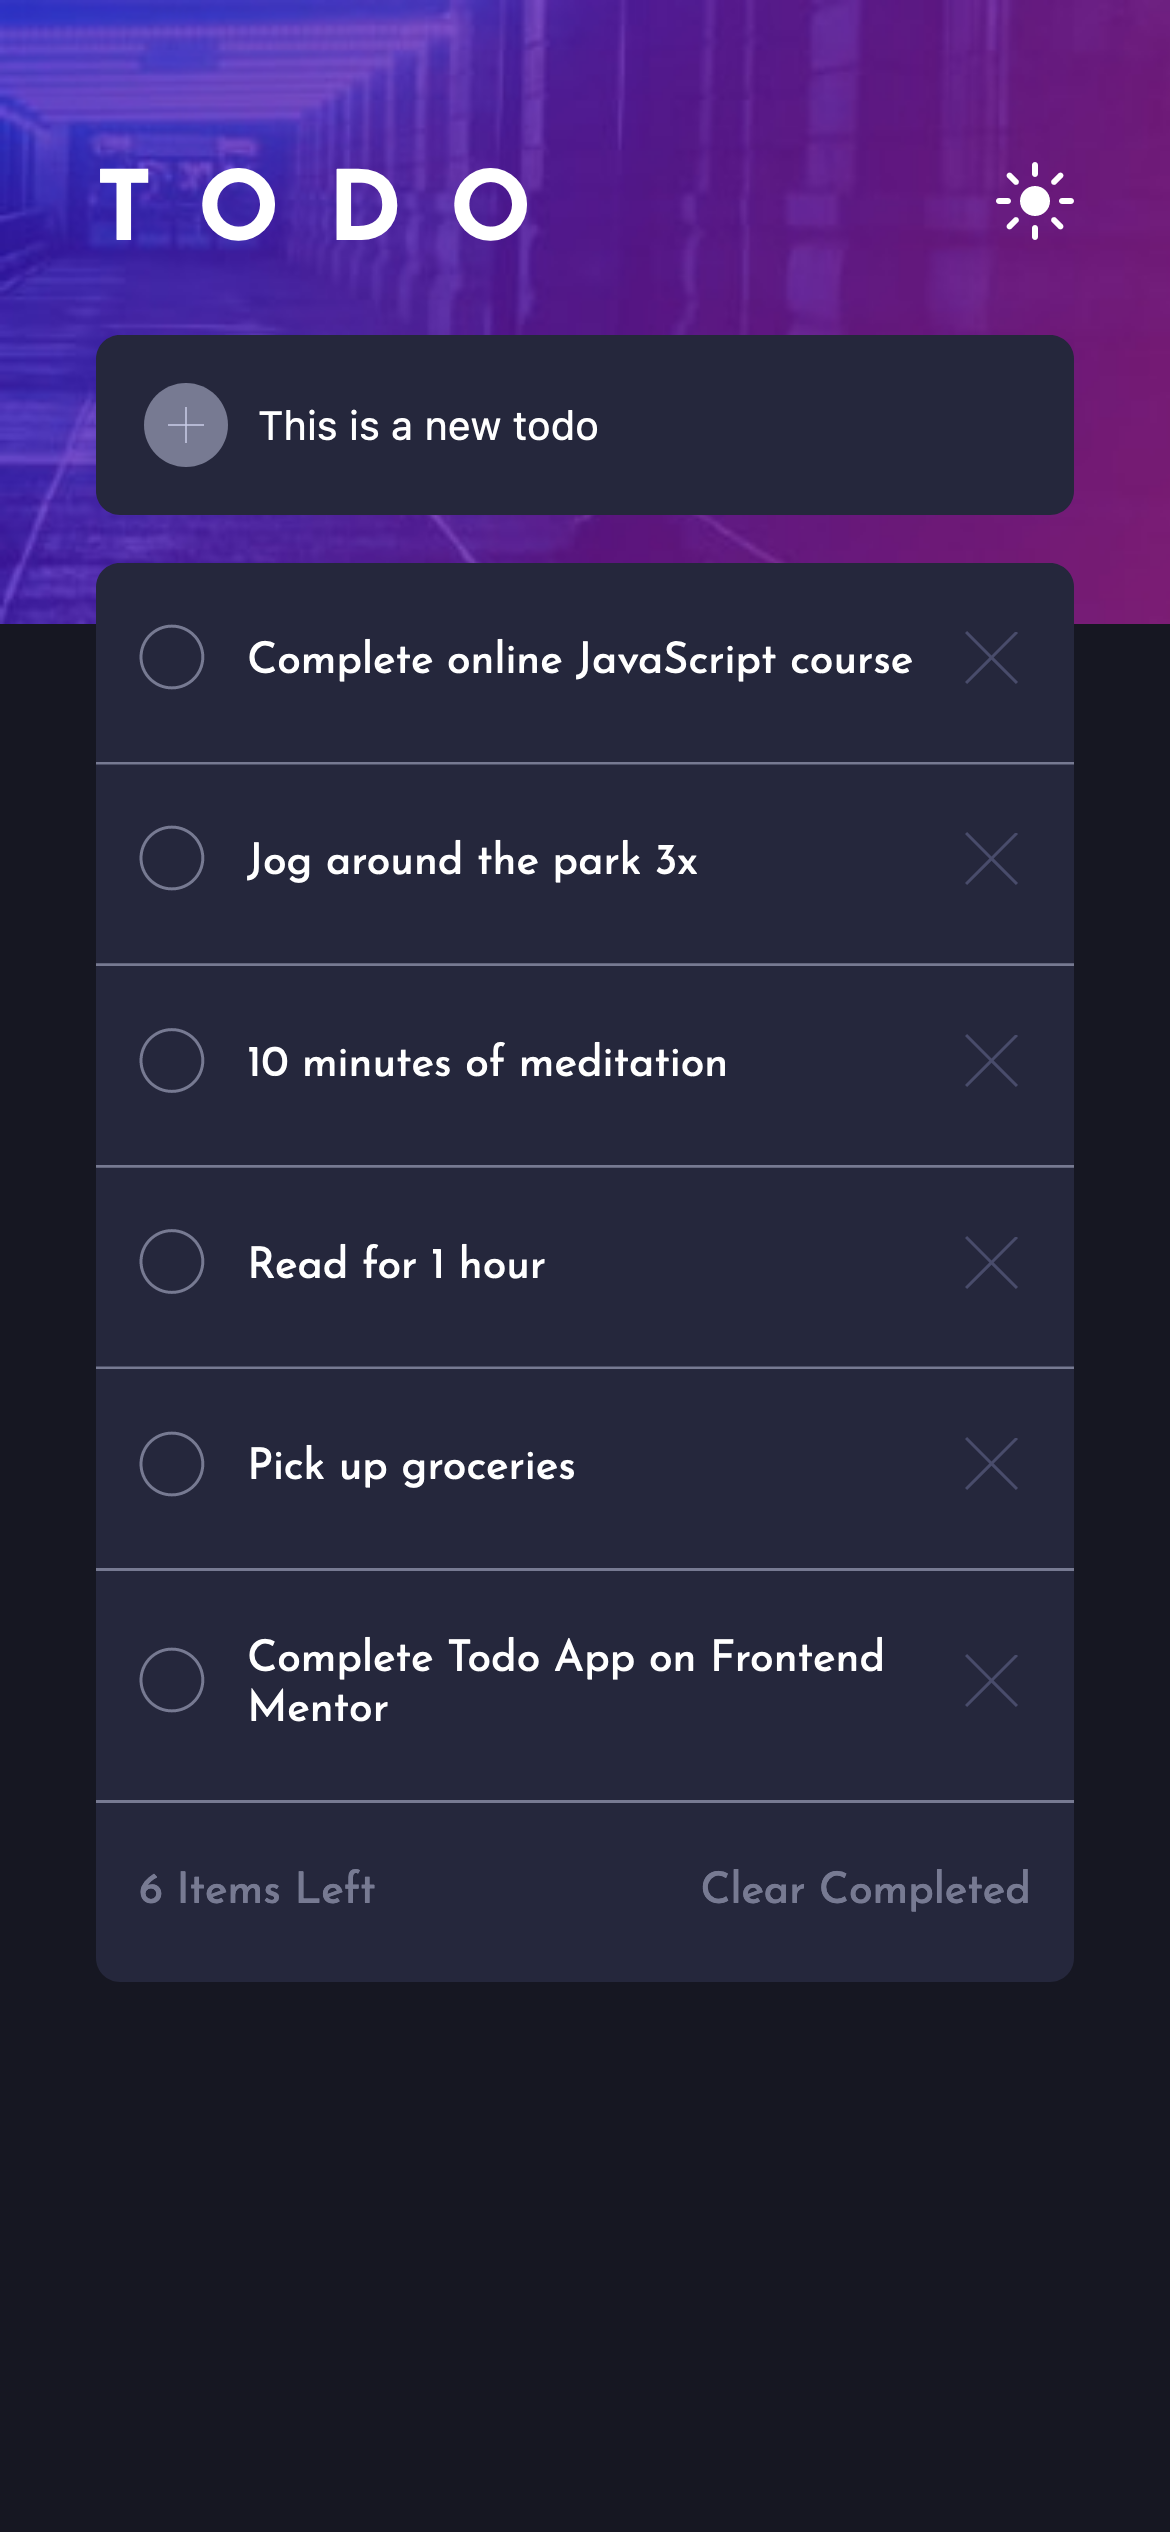 TODO
This is a new todo
Complete online JavaScript course
Jog around the park 3x
10 minutes of meditation
Read for 1 hour
Pick up groceries
Complete Todo App on Frontend
Mentor
6 Items Left
Clear Completed